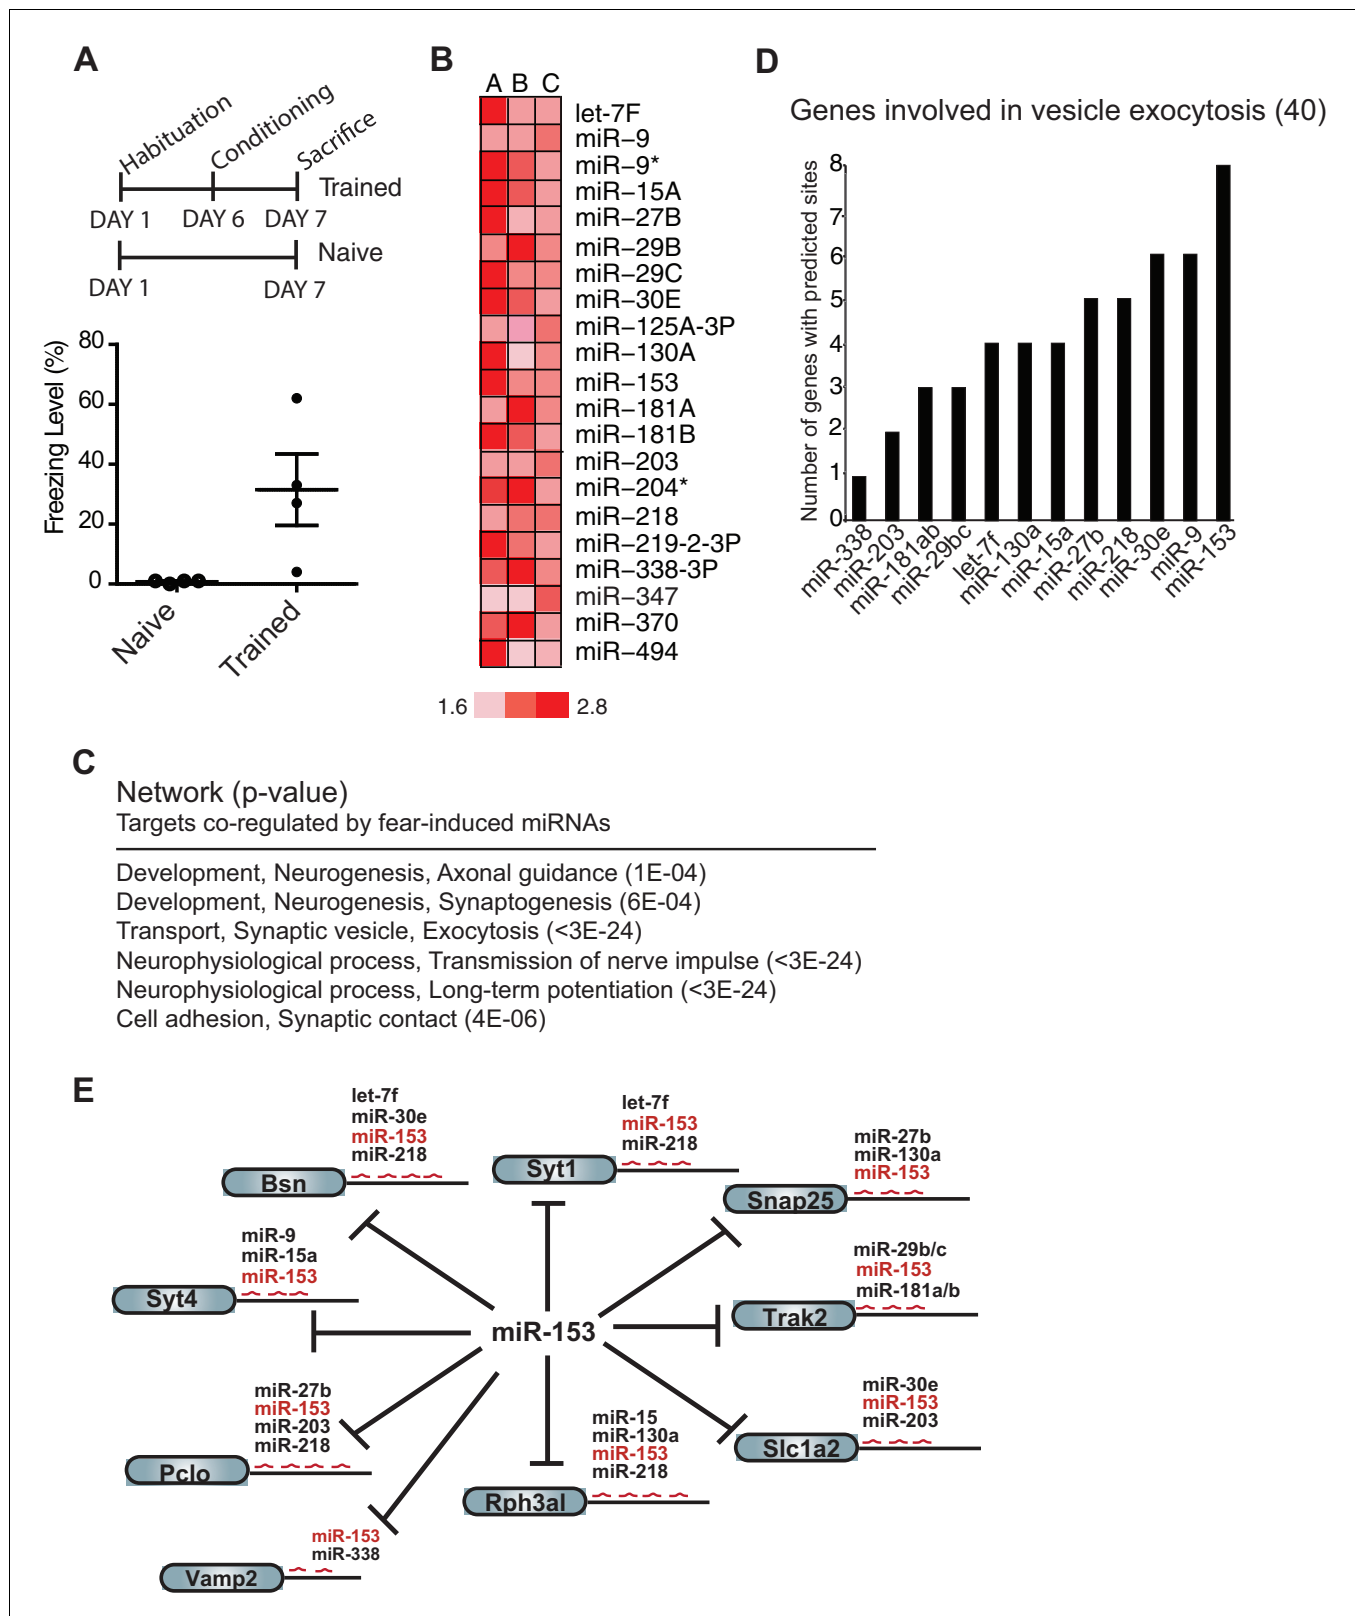 A
Habituation
Conditioning
Sacrifice
Trained
DAY 1
DAY 6
DAY 7
Naive
DAY 1
DAY 7
Freezing Level (%)
80
60
40
20
0
Naive
Trained
B
A B C
let-7F
miR–9
miR–9*
miR–15A
miR–27B
miR–29B
miR–29C
miR–30E
miR–125A-3P
miR–130A
miR–153
miR–181A
miR–181B
miR–203
miR–204*
miR–218
miR–219-2-3P
miR–338-3P
miR–347
miR–370
miR–494
1.6
2.8
D
Genes involved in vesicle exocytosis (40)
Number of genes with predicted sites
8
7
6
5
4
3
2
1
0
miR-338
miR-203
miR-181ab
miR-29bc
let-7f
miR-130a
miR-15a
miR-27b
miR-218
miR-30e
miR-9
miR-153
C
Network (p-value)
Targets co-regulated by fear-induced miRNAs
Development, Neurogenesis, Axonal guidance (1E-04)
Development, Neurogenesis, Synaptogenesis (6E-04)
Transport, Synaptic vesicle, Exocytosis (<3E-24)
Neurophysiological process, Transmission of nerve impulse (<3E-24)
Neurophysiological process, Long-term potentiation (<3E-24)
Cell adhesion, Synaptic contact (4E-06)
E
let-7f
miR-30e
miR-153
miR-218
Bsn
let-7f
miR-153
miR-218
Syt1
miR-27b
miR-130a
miR-153
Snap25
miR-9
miR-15a
miR-153
Syt4
miR-29b/c
miR-153
miR-181a/b
Trak2
miR-153
miR-27b
miR-153
miR-203
miR-218
Pclo
miR-15
miR-130a
miR-153
miR-218
Rph3al
miR-30e
miR-153
miR-203
Slc1a2
miR-153
miR-338
Vamp2